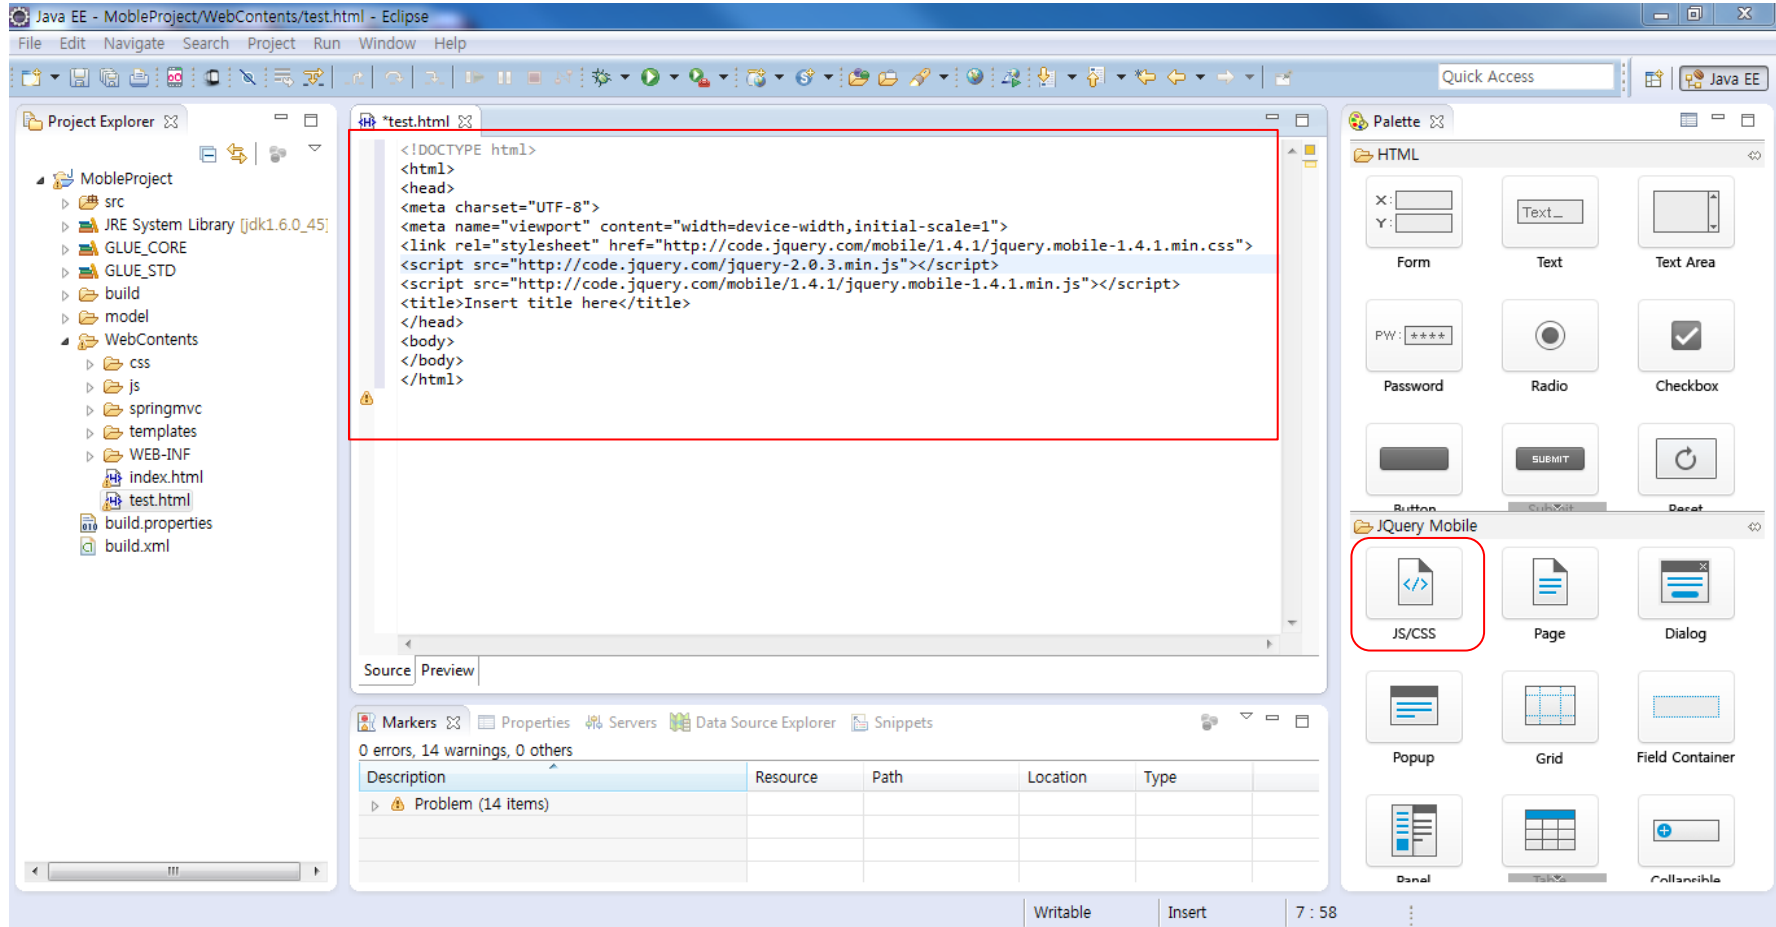 Java EE - MobleProject/WebContents/test.html - Eclipse
File Edit Navigate Search Project Run Window Help
Quick Access
Java EE
Project Explorer
MobleProject
src
JRE System Library [jdk1.6.0_45]
GLUE_CORE
GLUE_STD
build
model
WebContents
css
js
springmvc
templates
WEB-INF
index.html
test.html
build.properties
build.xml
*test.html
<!DOCTYPE html>
<html>
<head>
<meta charset="UTF-8">
<meta name="viewport" content="width=device-width,initial-scale=1">
<link rel="stylesheet" href="http://code.jquery.com/mobile/1.4.1/jquery.mobile-1.4.1.min.css">
<script src="http://code.jquery.com/jquery-2.0.3.min.js"></script>
<script src="http://code.jquery.com/mobile/1.4.1/jquery.mobile-1.4.1.min.js"></script>
<title>Insert title here</title>
</head>
<body>
</body>
</html>
Source Preview
Markers Properties Servers Data Source Explorer Snippets
0 errors, 14 warnings, 0 others
Description Resource Path Location Type
Problem (14 items)
Palette
HTML
X:
Y:
Text_
Form Text Text Area
PW: ****
Password Radio Checkbox
SUBMIT
Button Submit Reset
JQuery Mobile
</>
JS/CSS Page Dialog
Popup Grid Field Container
Panel Table Collapsible
Writable Insert 7 : 58